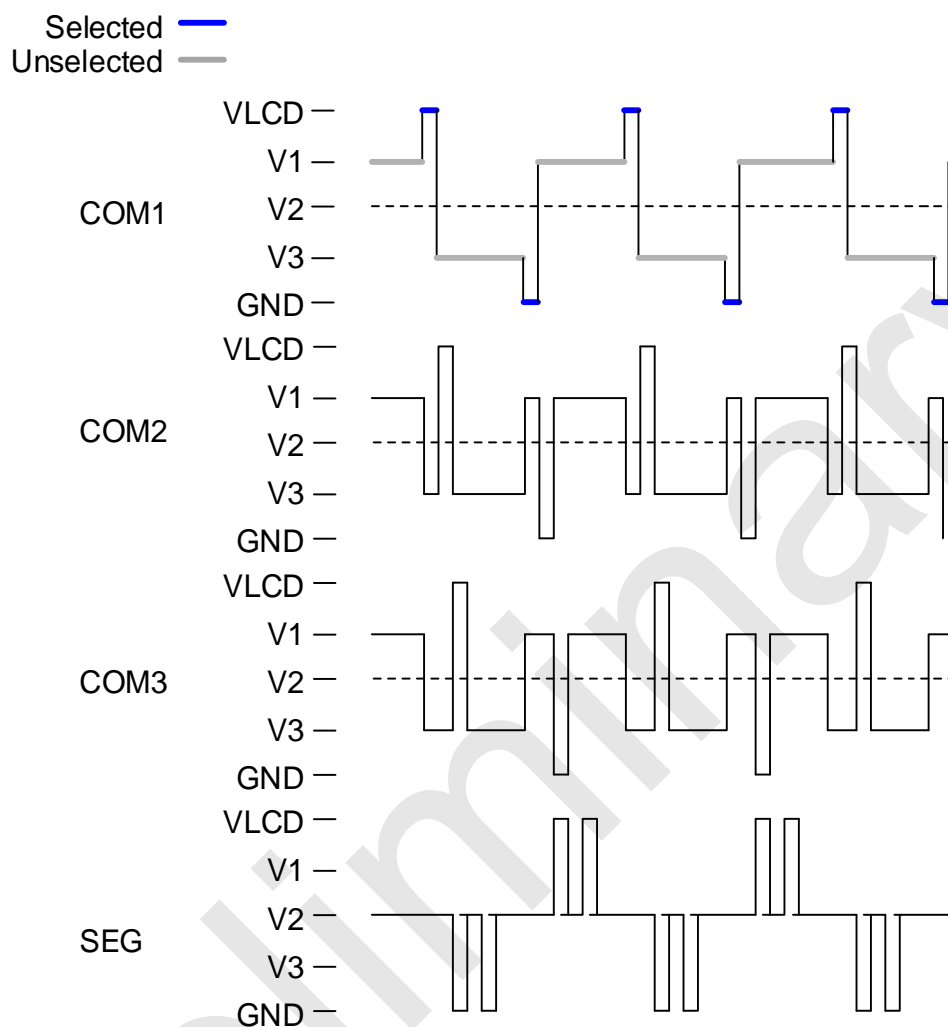 Selected
Unselected
VLCD
V1
COM1
V2
V3
GND
VLCD
V1
COM2
V2
V3
GND
VLCD
V1
COM3
V2
V3
GND
VLCD
V1
V2
SEG
V3
GND